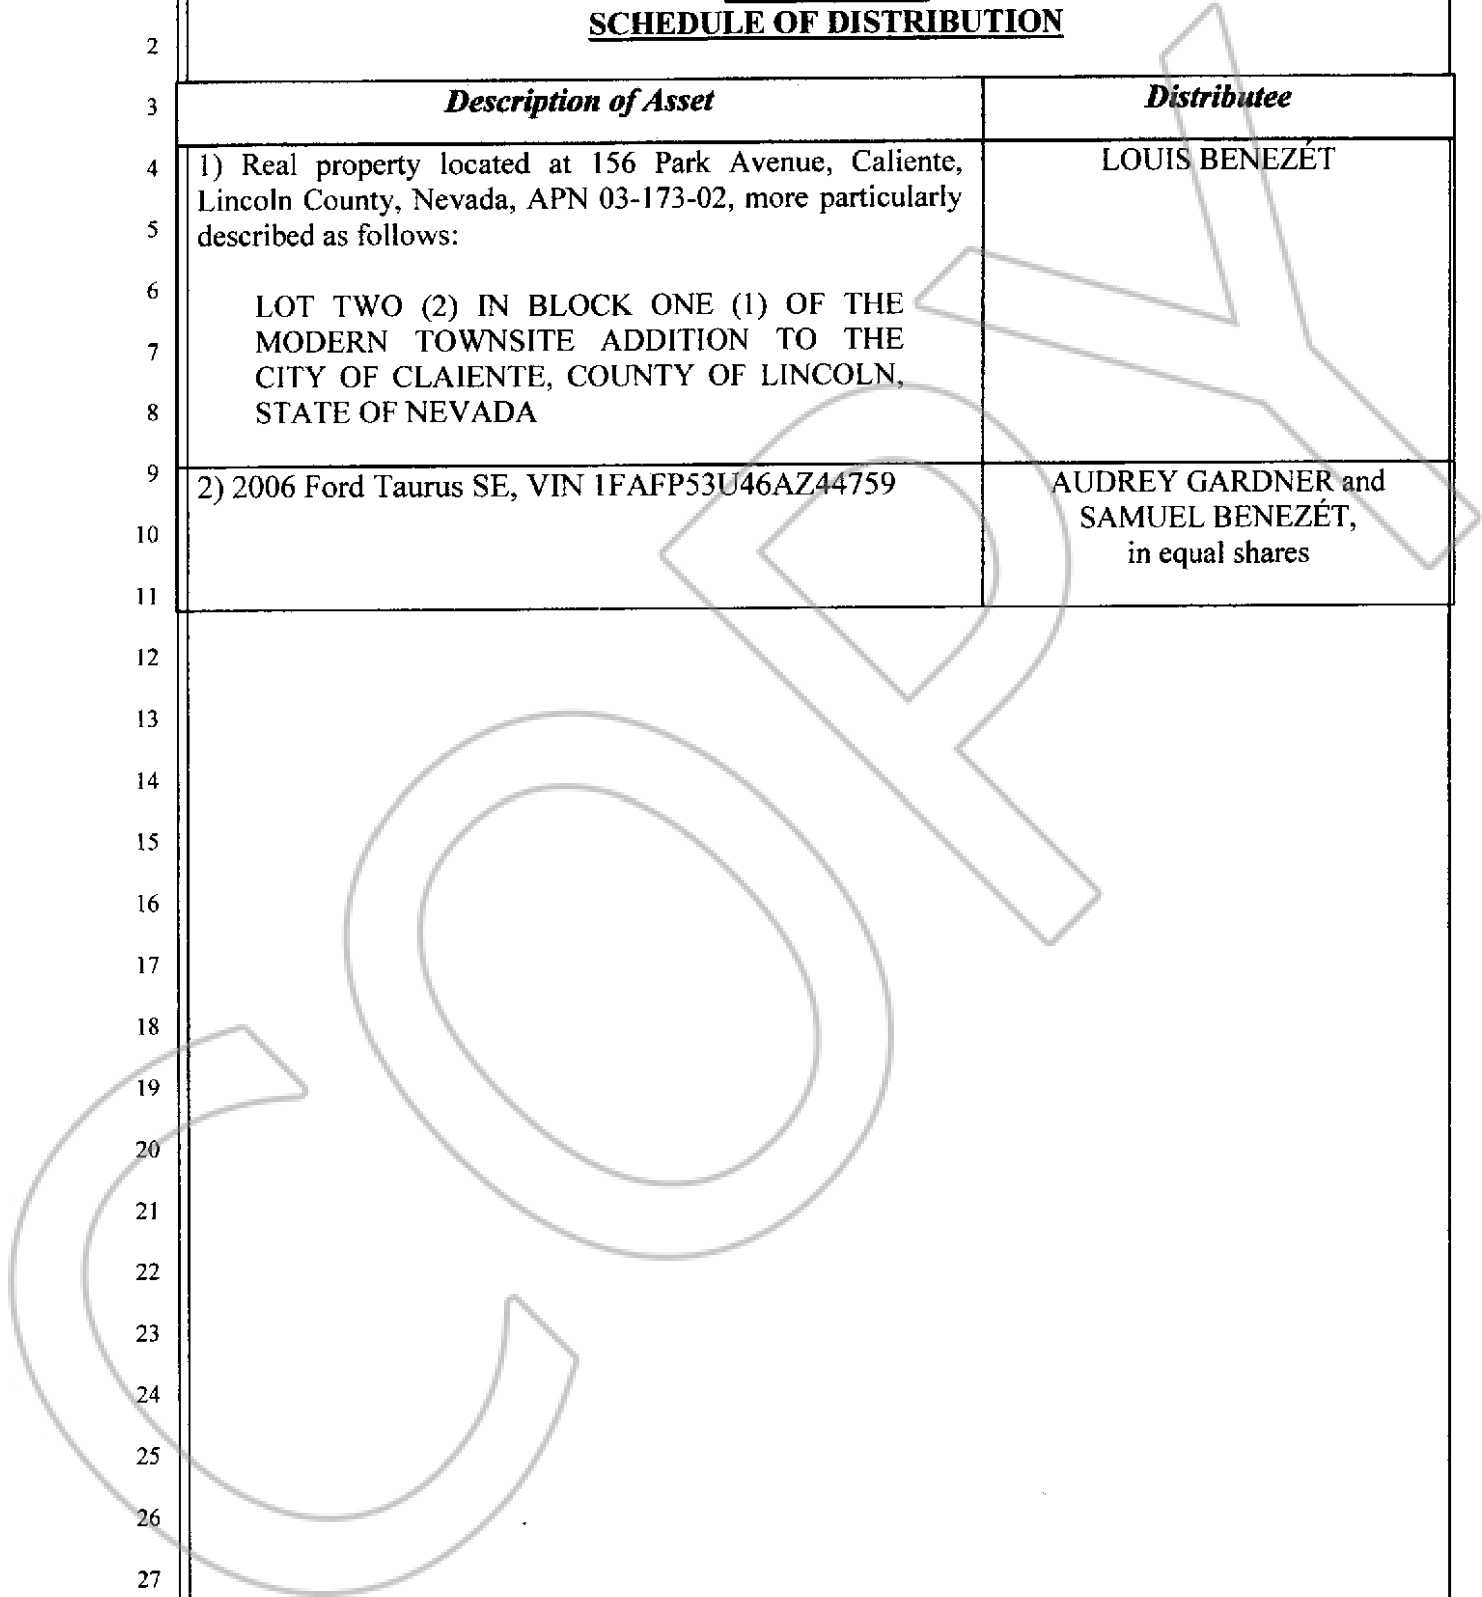 SCHEDULE OF DISTRIBUTION
2
3
Description of Asset
Distributee
4
1) Real property located at 156 Park Avenue, Caliente,
LOUIS BENEZÉT
Lincoln County, Nevada, APN 03-173-02, more particularly
5
described as follows:
6
LOT TWO (2) IN BLOCK ONE (1) OF THE
7
MODERN TOWNSITE ADDITION TO THE
CITY OF CLAIENTE, COUNTY OF LINCOLN,
8
STATE OF NEVADA
9
2) 2006 Ford Taurus SE, VIN 1FAFP53U46AZ44759
AUDREY GARDNER and
10
SAMUEL BENEZÉT,
in equal shares
11
12
13
14
15
16
17
18
19
20
21
22
23
24
25
26
27
COPY